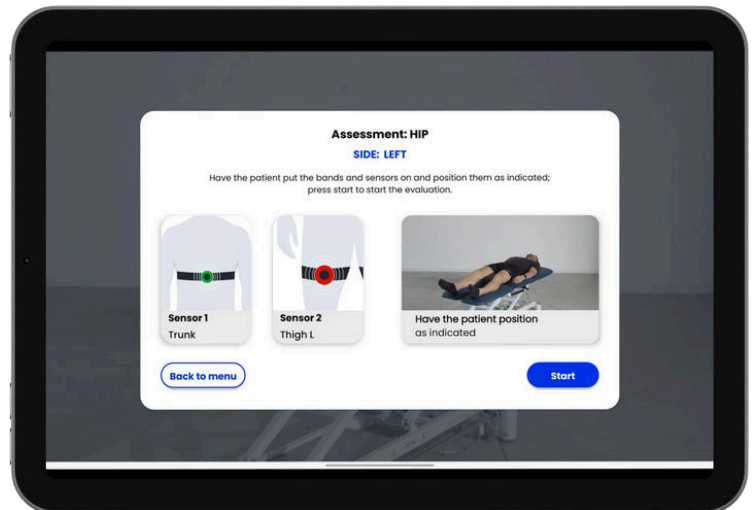 Assessment: HIP
SIDE: LEFT
Have the patient put the bands and sensors on and position them as indicated;
press start to start the evaluation.
Sensor 1
Trunk
Sensor 2
Thigh L
Have the patient position
as indicated
Back to menu
Start